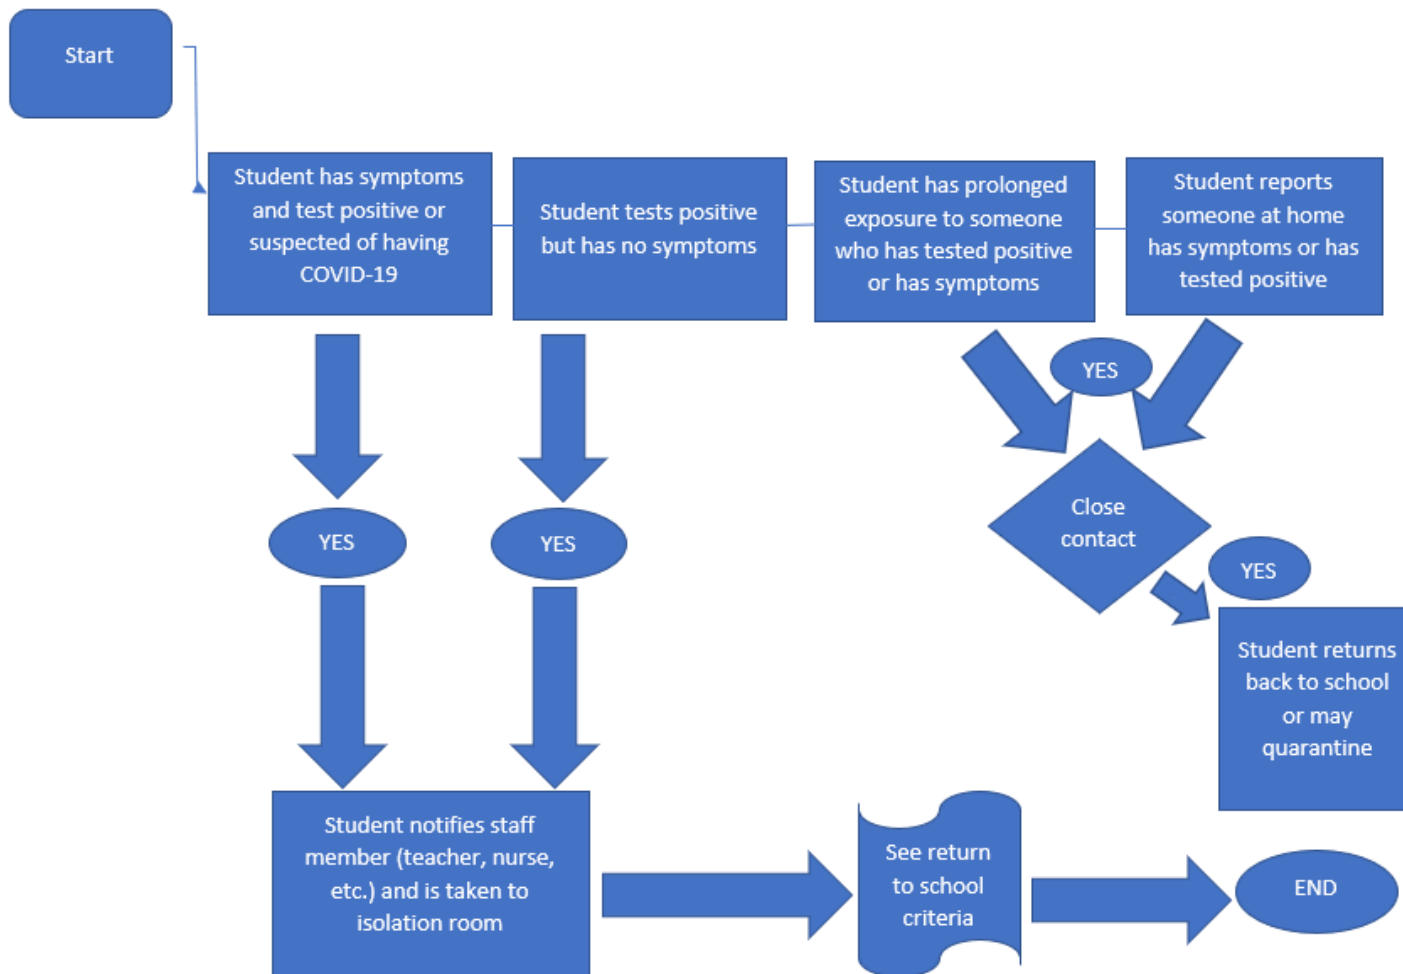 Start
Student has symptoms
and test positive or
suspected of having
COVID-19
Student tests positive
but has no symptoms
Student has prolonged
exposure to someone
who has tested positive
or has symptoms
Student reports
someone at home
has symptoms or has
tested positive
YES
YES
YES
Close
contact
YES
Student returns
back to school
or may
quarantine
Student notifies staff
member (teacher, nurse,
etc.) and is taken to
isolation room
See return
to school
criteria
END